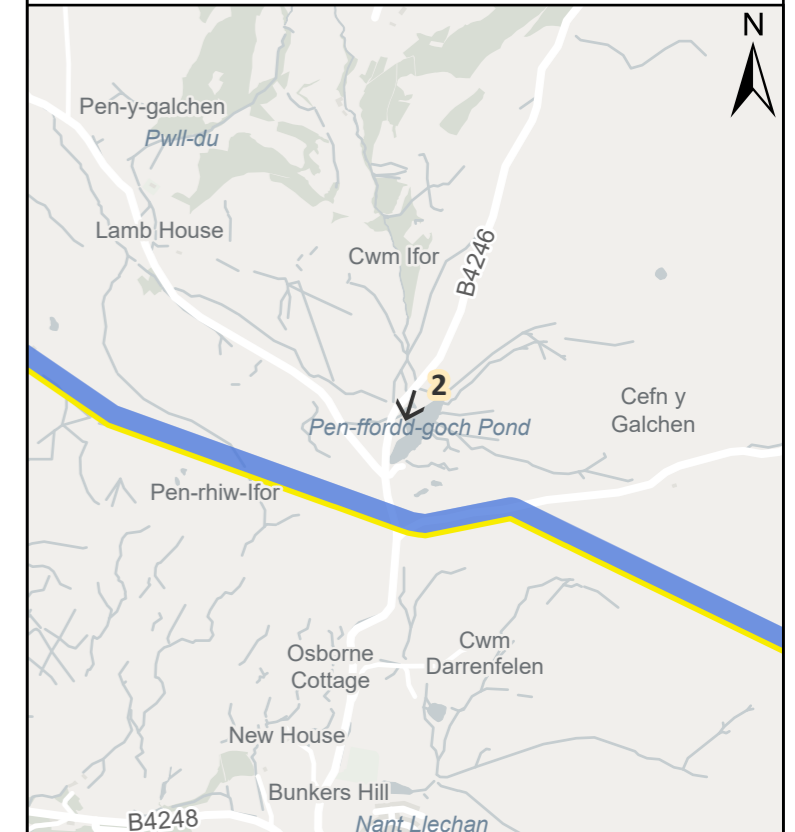 N
Pen-y-galchen
Pwll-du
Lamb House
Cwm Ifor
B4246
2
Cefn y
Galchen
Pen-ffordd-goch Pond
Pen-rhiw-Ifor
Osborne
Cottage
Cwm
Darrenfelen
New House
Bunkers Hill
B4248
Nant Llechan